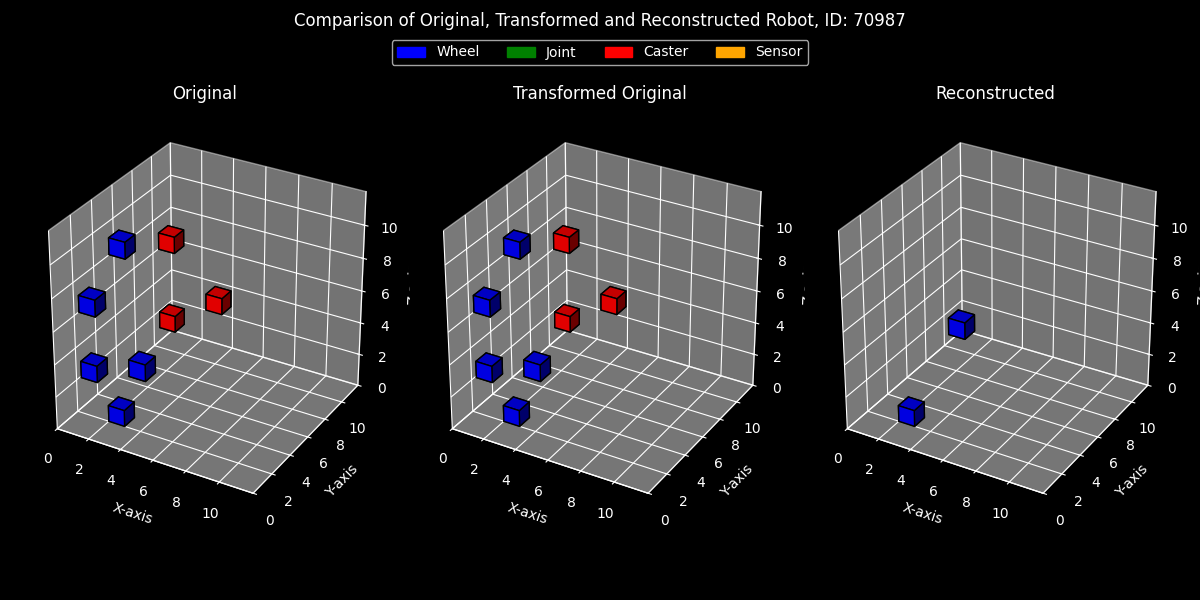 Comparison of Original, Transformed and Reconstructed Robot, ID: 70987
Wheel Joint Caster Sensor
Original Transformed Original Reconstructed
10 10 10
8 8 8
6 6 6
4 4 4
2 2 2
0 0 0
0 2 4 6 8 10 0 2 4 6 8 10 0 2 4 6 8 10
0 2 4 6 8 10 0 2 4 6 8 10 0 2 4 6 8 10
X-axis Y-axis X-axis Y-axis X-axis Y-axis